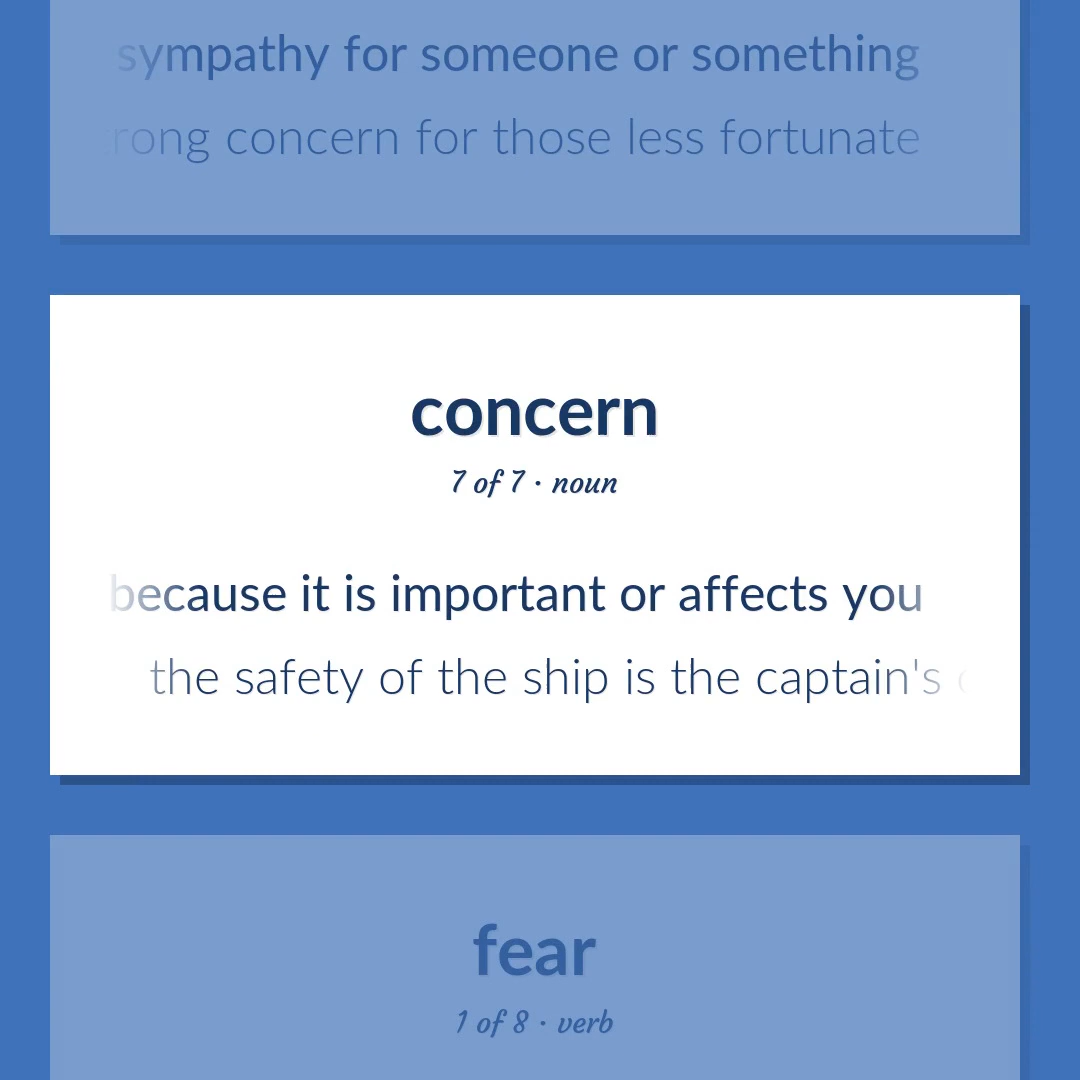 sympathy for someone or something
concern for those less fortunate
concern
7 of 7 · noun
because it is important or affects you
the safety of the ship is the captain's
fear
1 of 8 · verb